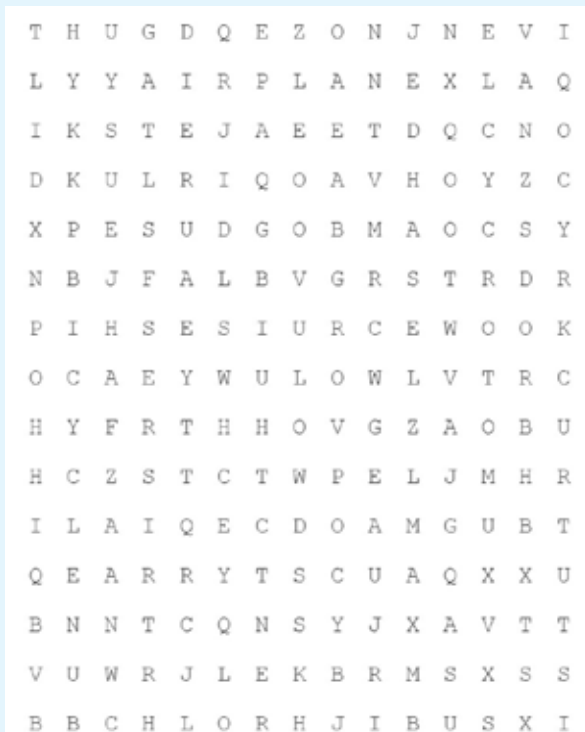 T H U G D Q E Z O N J N E V I
L Y Y A I R P L A N E X L A Q
I K S T E J A E E T D Q C N O
D K U L R I Q O A V H O Y Z C
X P E S U D G O B M A O C S Y
N B J F A L B V G R S T R D R
P I H S E S I U R C E W O O K
O C A E Y W U L O W L V T R C
H Y F R T H H O V G Z A O B U
H C Z S T C T W P E L J M H R
I L A I Q E C D O A M G U B T
Q E A R R Y T S C U A Q X X U
B N N T C Q N S Y J X A V T T
V U W R J L E K B R M S X S S
B B C H L O R H J I B U S X I